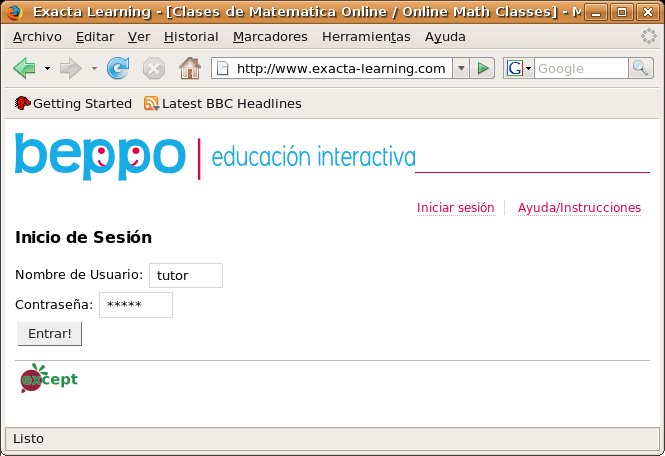 Exacta Learning - [Clases de Matematica Online / Online Math Classes] - M
Archivo Editar Ver Historial Marcadores Herramientas Ayuda
http://www.exacta-learning.com G Google
Getting Started Latest BBC Headlines
beppo educación interactiva
Iniciar sesión Ayuda/Instrucciones
Inicio de Sesión
Nombre de Usuario: tutor
Contraseña: *****
Entrar!
except
Listo